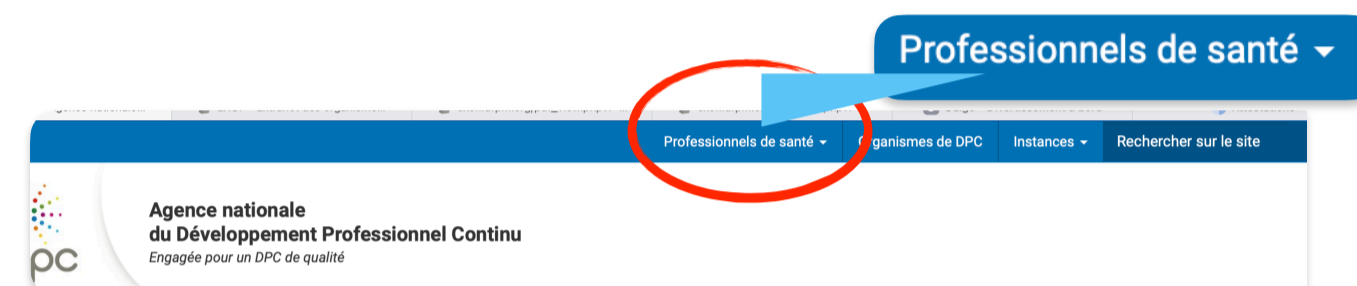 Professionnels de santé
Professionnels de santé
Organismes de DPC
Instances
Rechercher sur le site
Agence nationale
du Développement Professionnel Continu
Engagée pour un DPC de qualité
pc